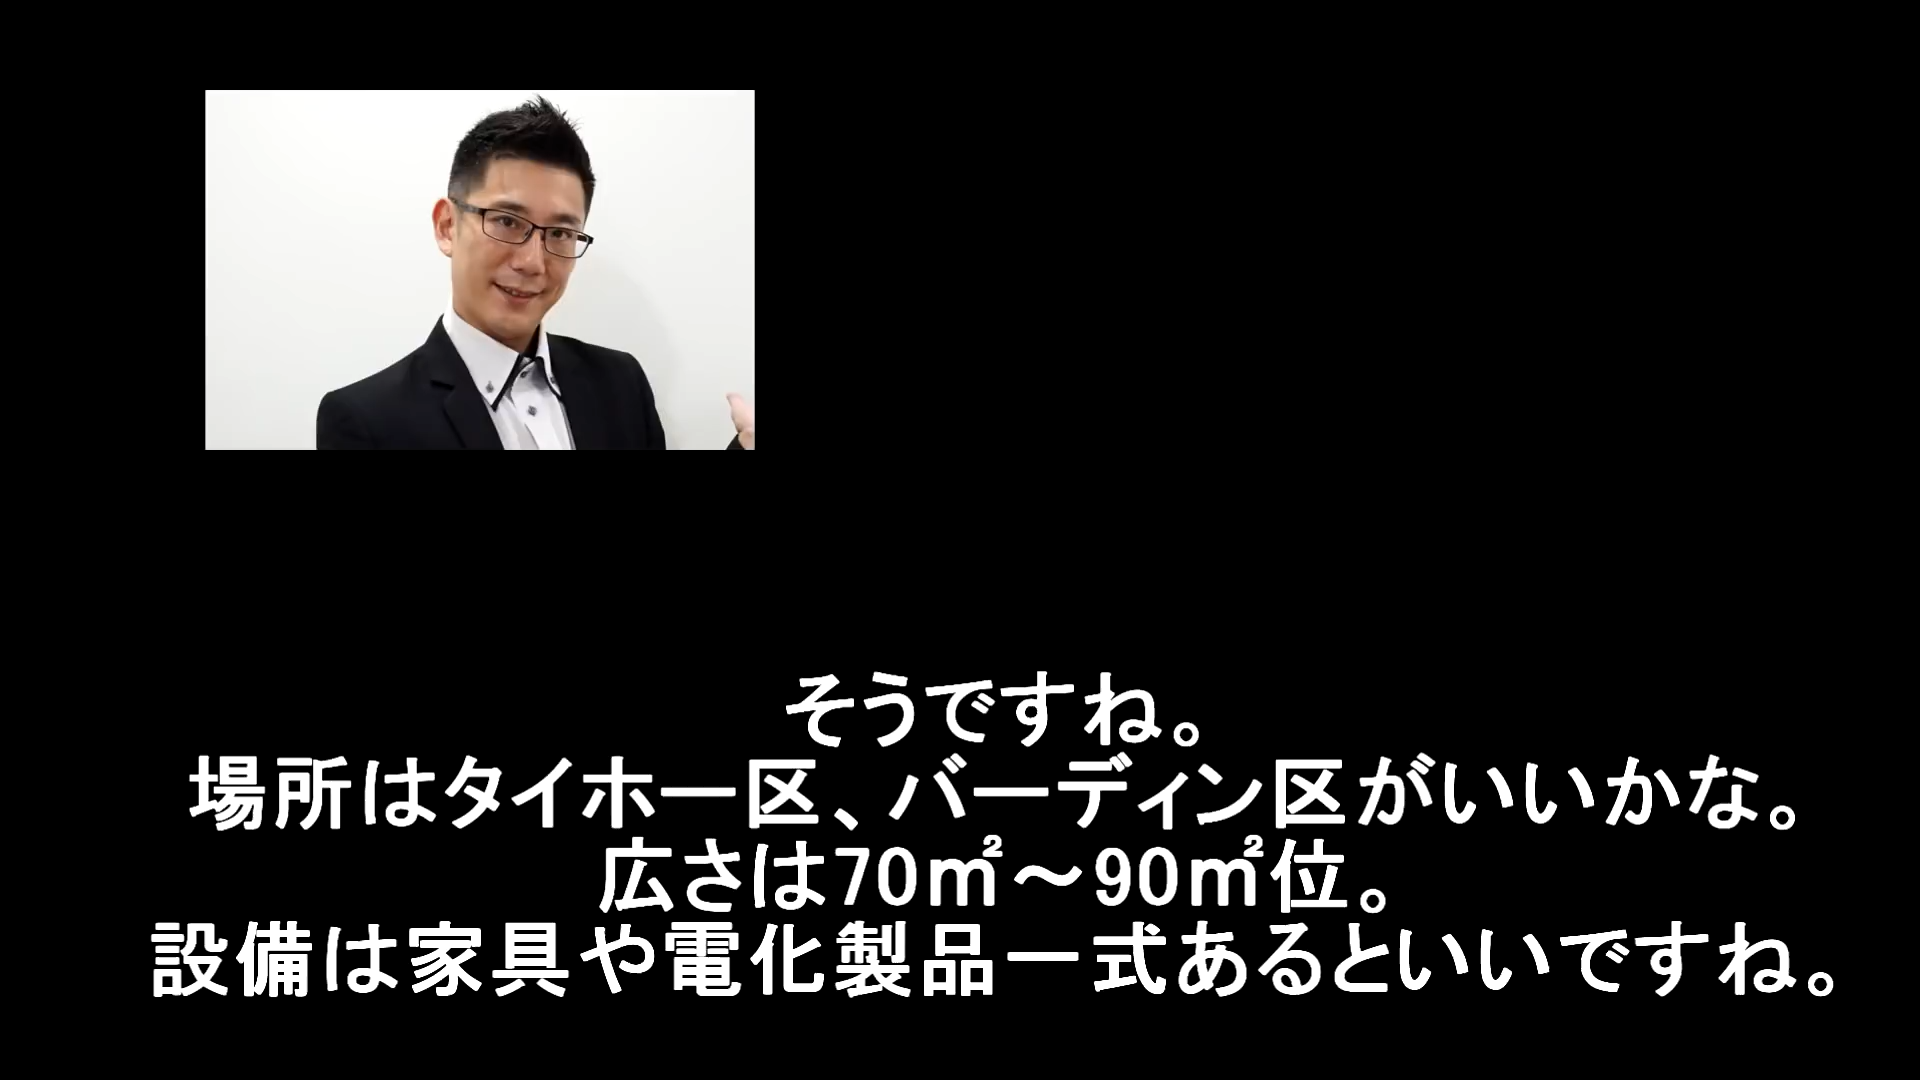 そうですね。
場所はタイホー区、バーディン区がいいかな。
広さは70㎡～90㎡位。
設備は家具や電化製品一式あるといいですね。